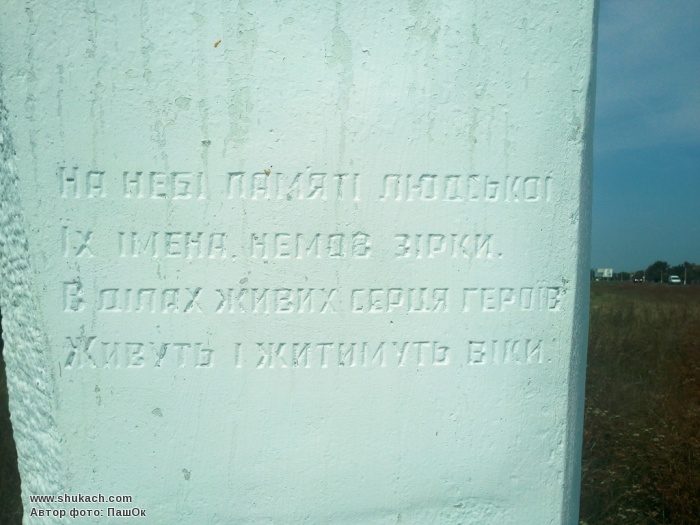 На небі памяті людської
Їх імена, немов зірки.
В ділах живих серця героїв
Живуть і житимуть віки.
www.shukach.com
Автор фото: ПашОк